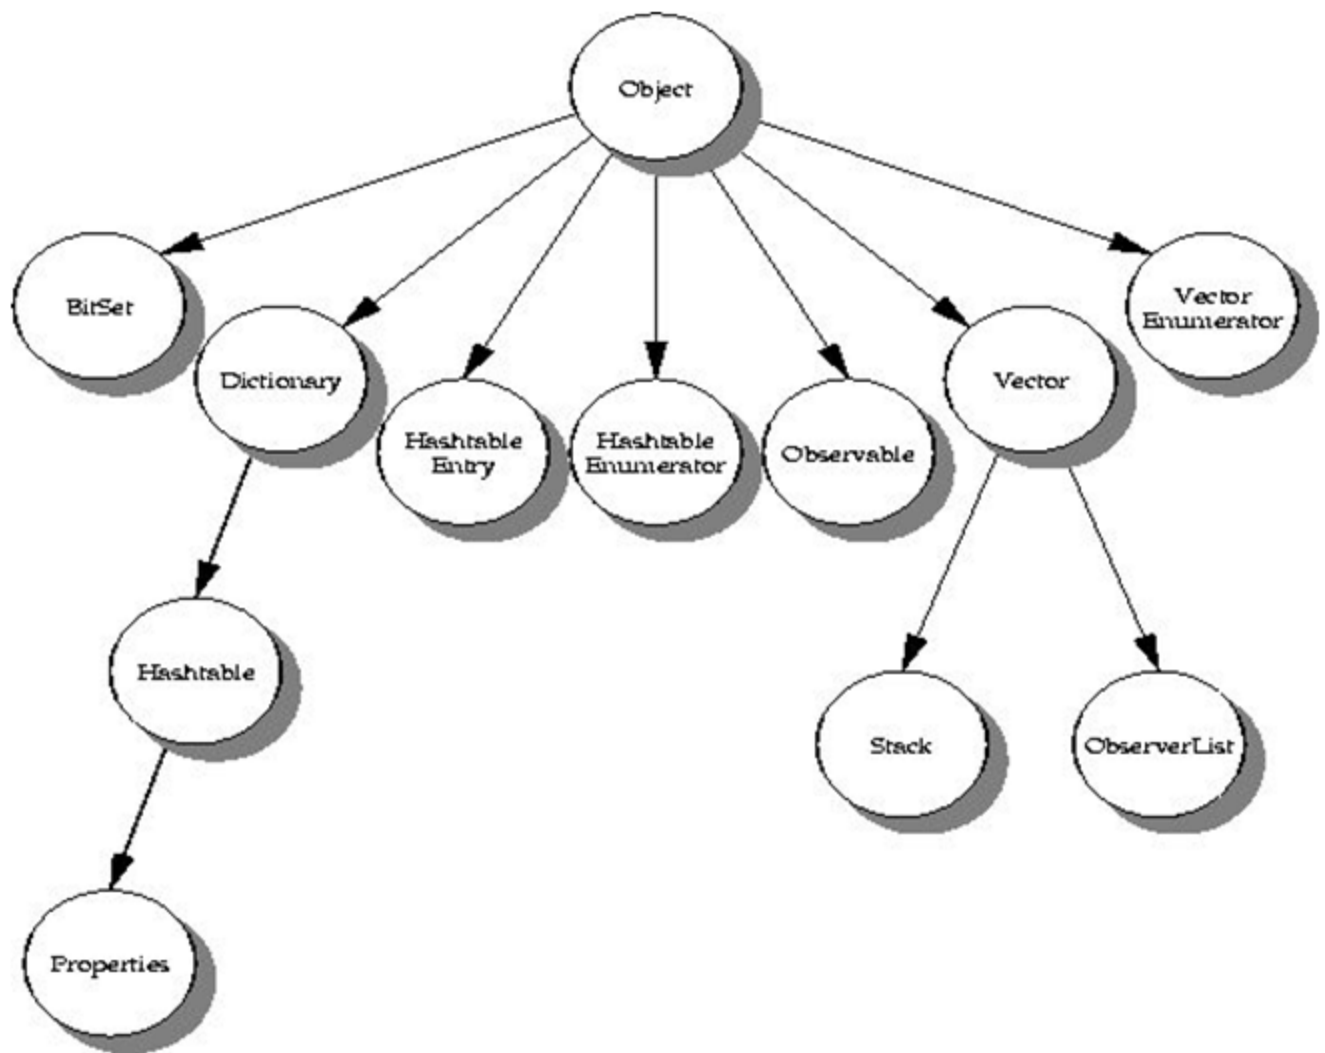 Object
BitSet
Vector
Enumerator
Dictionary
Vector
Hashtable
Entry
Hashtable
Enumerator
Observable
Hashtable
Stack
ObserverList
Properties